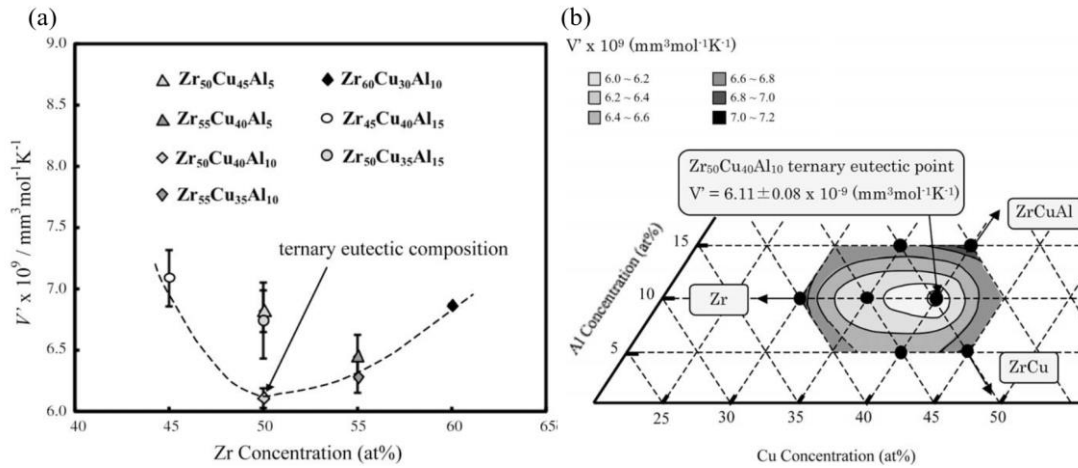 (a)
9.0
8.5
8.0
7.5
7.0
6.5
6.0
V' x 10⁹ / mm³mol⁻¹K⁻¹
Zr₅₀Cu₄₅Al₅
Zr₅₅Cu₄₀Al₅
Zr₅₀Cu₄₀Al₁₀
Zr₅₅Cu₃₅Al₁₀
Zr₆₀Cu₃₀Al₁₀
Zr₄₅Cu₄₀Al₁₅
Zr₅₀Cu₃₅Al₁₅
ternary eutectic composition
40 45 50 55 60 65
Zr Concentration (at%)
(b)
V' x 10⁹ (mm³mol⁻¹K⁻¹)
6.0 ~ 6.2
6.2 ~ 6.4
6.4 ~ 6.6
6.6 ~ 6.8
6.8 ~ 7.0
7.0 ~ 7.2
Zr₅₀Cu₄₀Al₁₀ ternary eutectic point
V' = 6.11±0.08 x 10⁻⁹ (mm³mol⁻¹K⁻¹)
ZrCuAl
15
10
5
Al Concentration (at%)
Zr
ZrCu
25 30 35 40 45 50
Cu Concentration (at%)